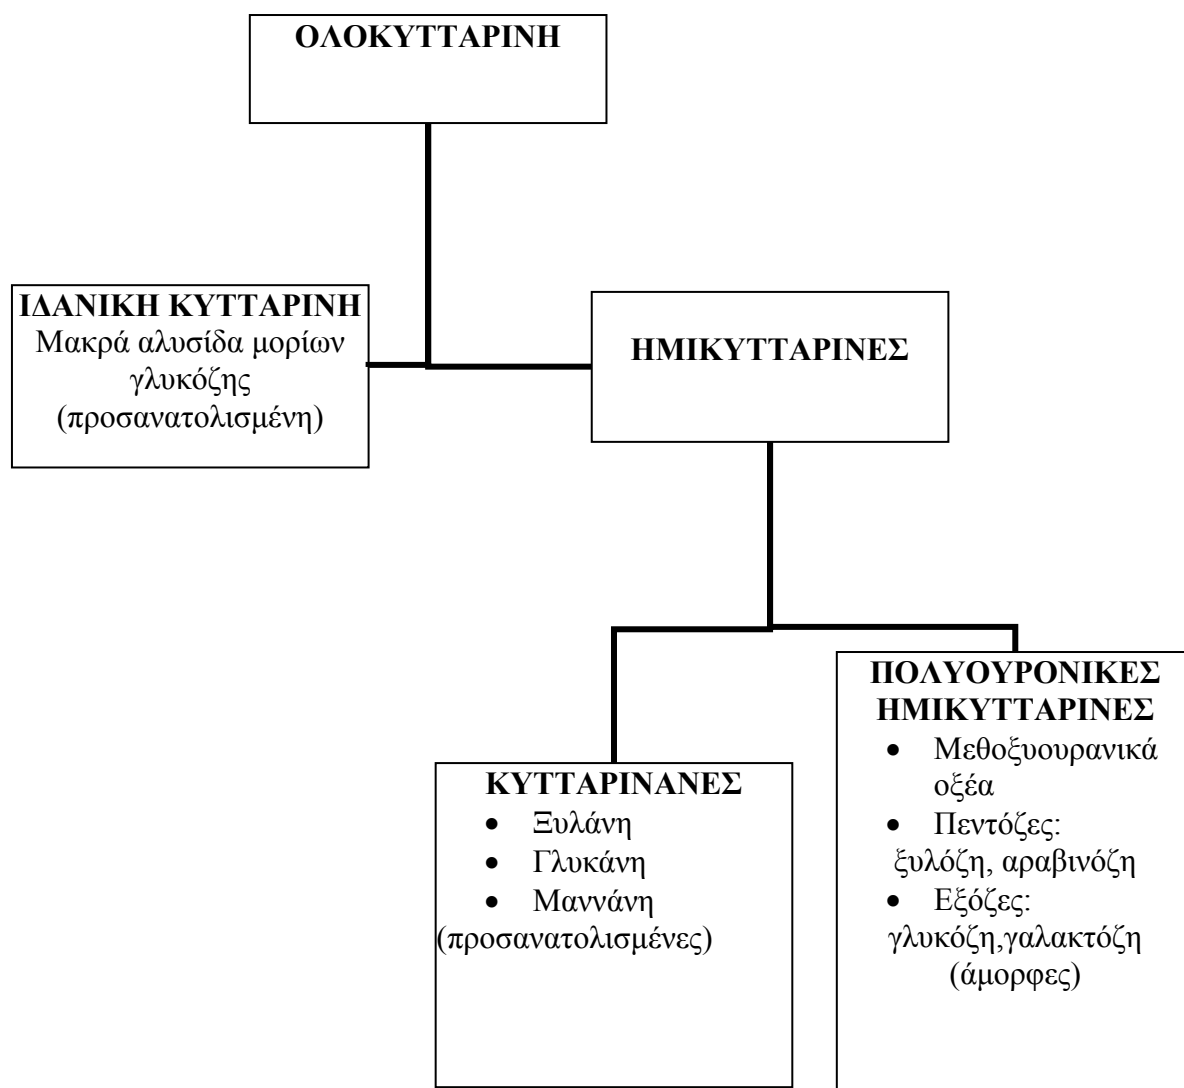 ΟΛΟΚΥΤΤΑΡΙΝΗ
ΙΔΑΝΙΚΗ ΚΥΤΤΑΡΙΝΗ
Μακρά αλυσίδα μορίων
γλυκόζης
(προσανατολισμένη)
ΗΜΙΚΥΤΤΑΡΙΝΕΣ
ΚΥΤΤΑΡΙΝΑΝΕΣ
• Ξυλάνη
• Γλυκάνη
• Μαννάνη
(προσανατολισμένες)
ΠΟΛΥΟΥΡΟΝΙΚΕΣ
ΗΜΙΚΥΤΤΑΡΙΝΕΣ
• Μεθοξυουρανικά
οξέα
• Πεντόζες:
ξυλόζη, αραβινόζη
• Εξόζες:
γλυκόζη,γαλακτόζη
(άμορφες)